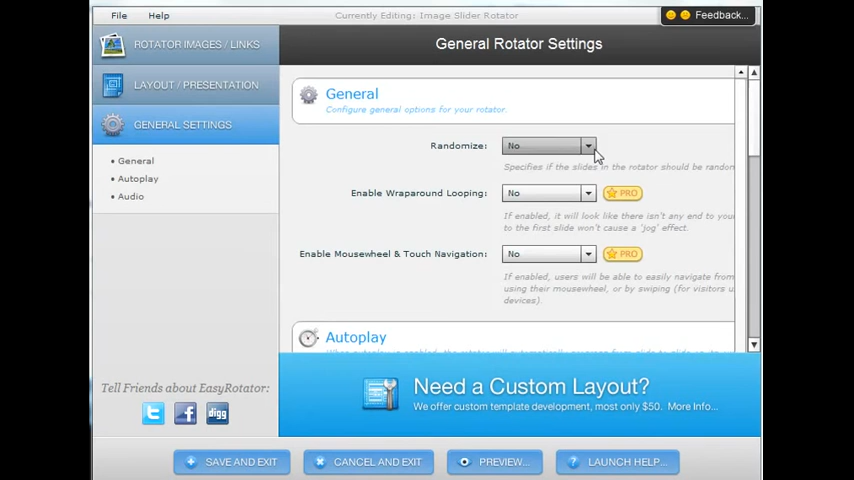 File Help Currently Editing: Image Slider Rotator Feedback...
ROTATOR IMAGES / LINKS
LAYOUT / PRESENTATION
GENERAL SETTINGS
• General
• Autoplay
• Audio
Tell Friends about EasyRotator:
digg
General Rotator Settings
General
Configure general options for your rotator.
Randomize: No
Specifies if the slides in the rotator should be random
Enable Wraparound Looping: No PRO
If enabled, it will look like there isn't any end to your
to the first slide won't cause a 'jog' effect.
Enable Mousewheel & Touch Navigation: No PRO
If enabled, users will be able to easily navigate from
using their mousewheel, or by swiping (for visitors u
devices).
Autoplay
Need a Custom Layout?
We offer custom template development, most only $50. More Info...
SAVE AND EXIT CANCEL AND EXIT PREVIEW... LAUNCH HELP...